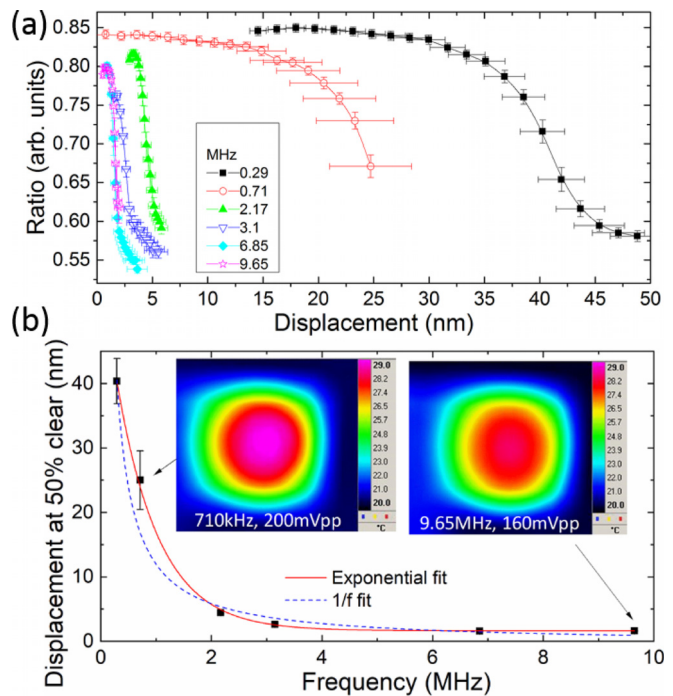 (a)
0.85
0.80
0.75
0.70
0.65
0.60
0.55
Ratio (arb. units)
MHz
0.29
0.71
2.17
3.1
6.85
9.65
0 5 10 15 20 25 30 35 40 45 50
Displacement (nm)
(b)
40
30
20
10
0
Displacement at 50% clear (nm)
29.0
28.2
27.4
26.5
25.7
24.8
23.9
23.0
22.0
21.0
20.0
°C
710kHz, 200mVpp
29.0
28.2
27.4
26.5
25.7
24.8
23.9
23.0
22.0
21.0
20.0
°C
9.65MHz, 160mVpp
Exponential fit
1/f fit
0 2 4 6 8 10
Frequency (MHz)